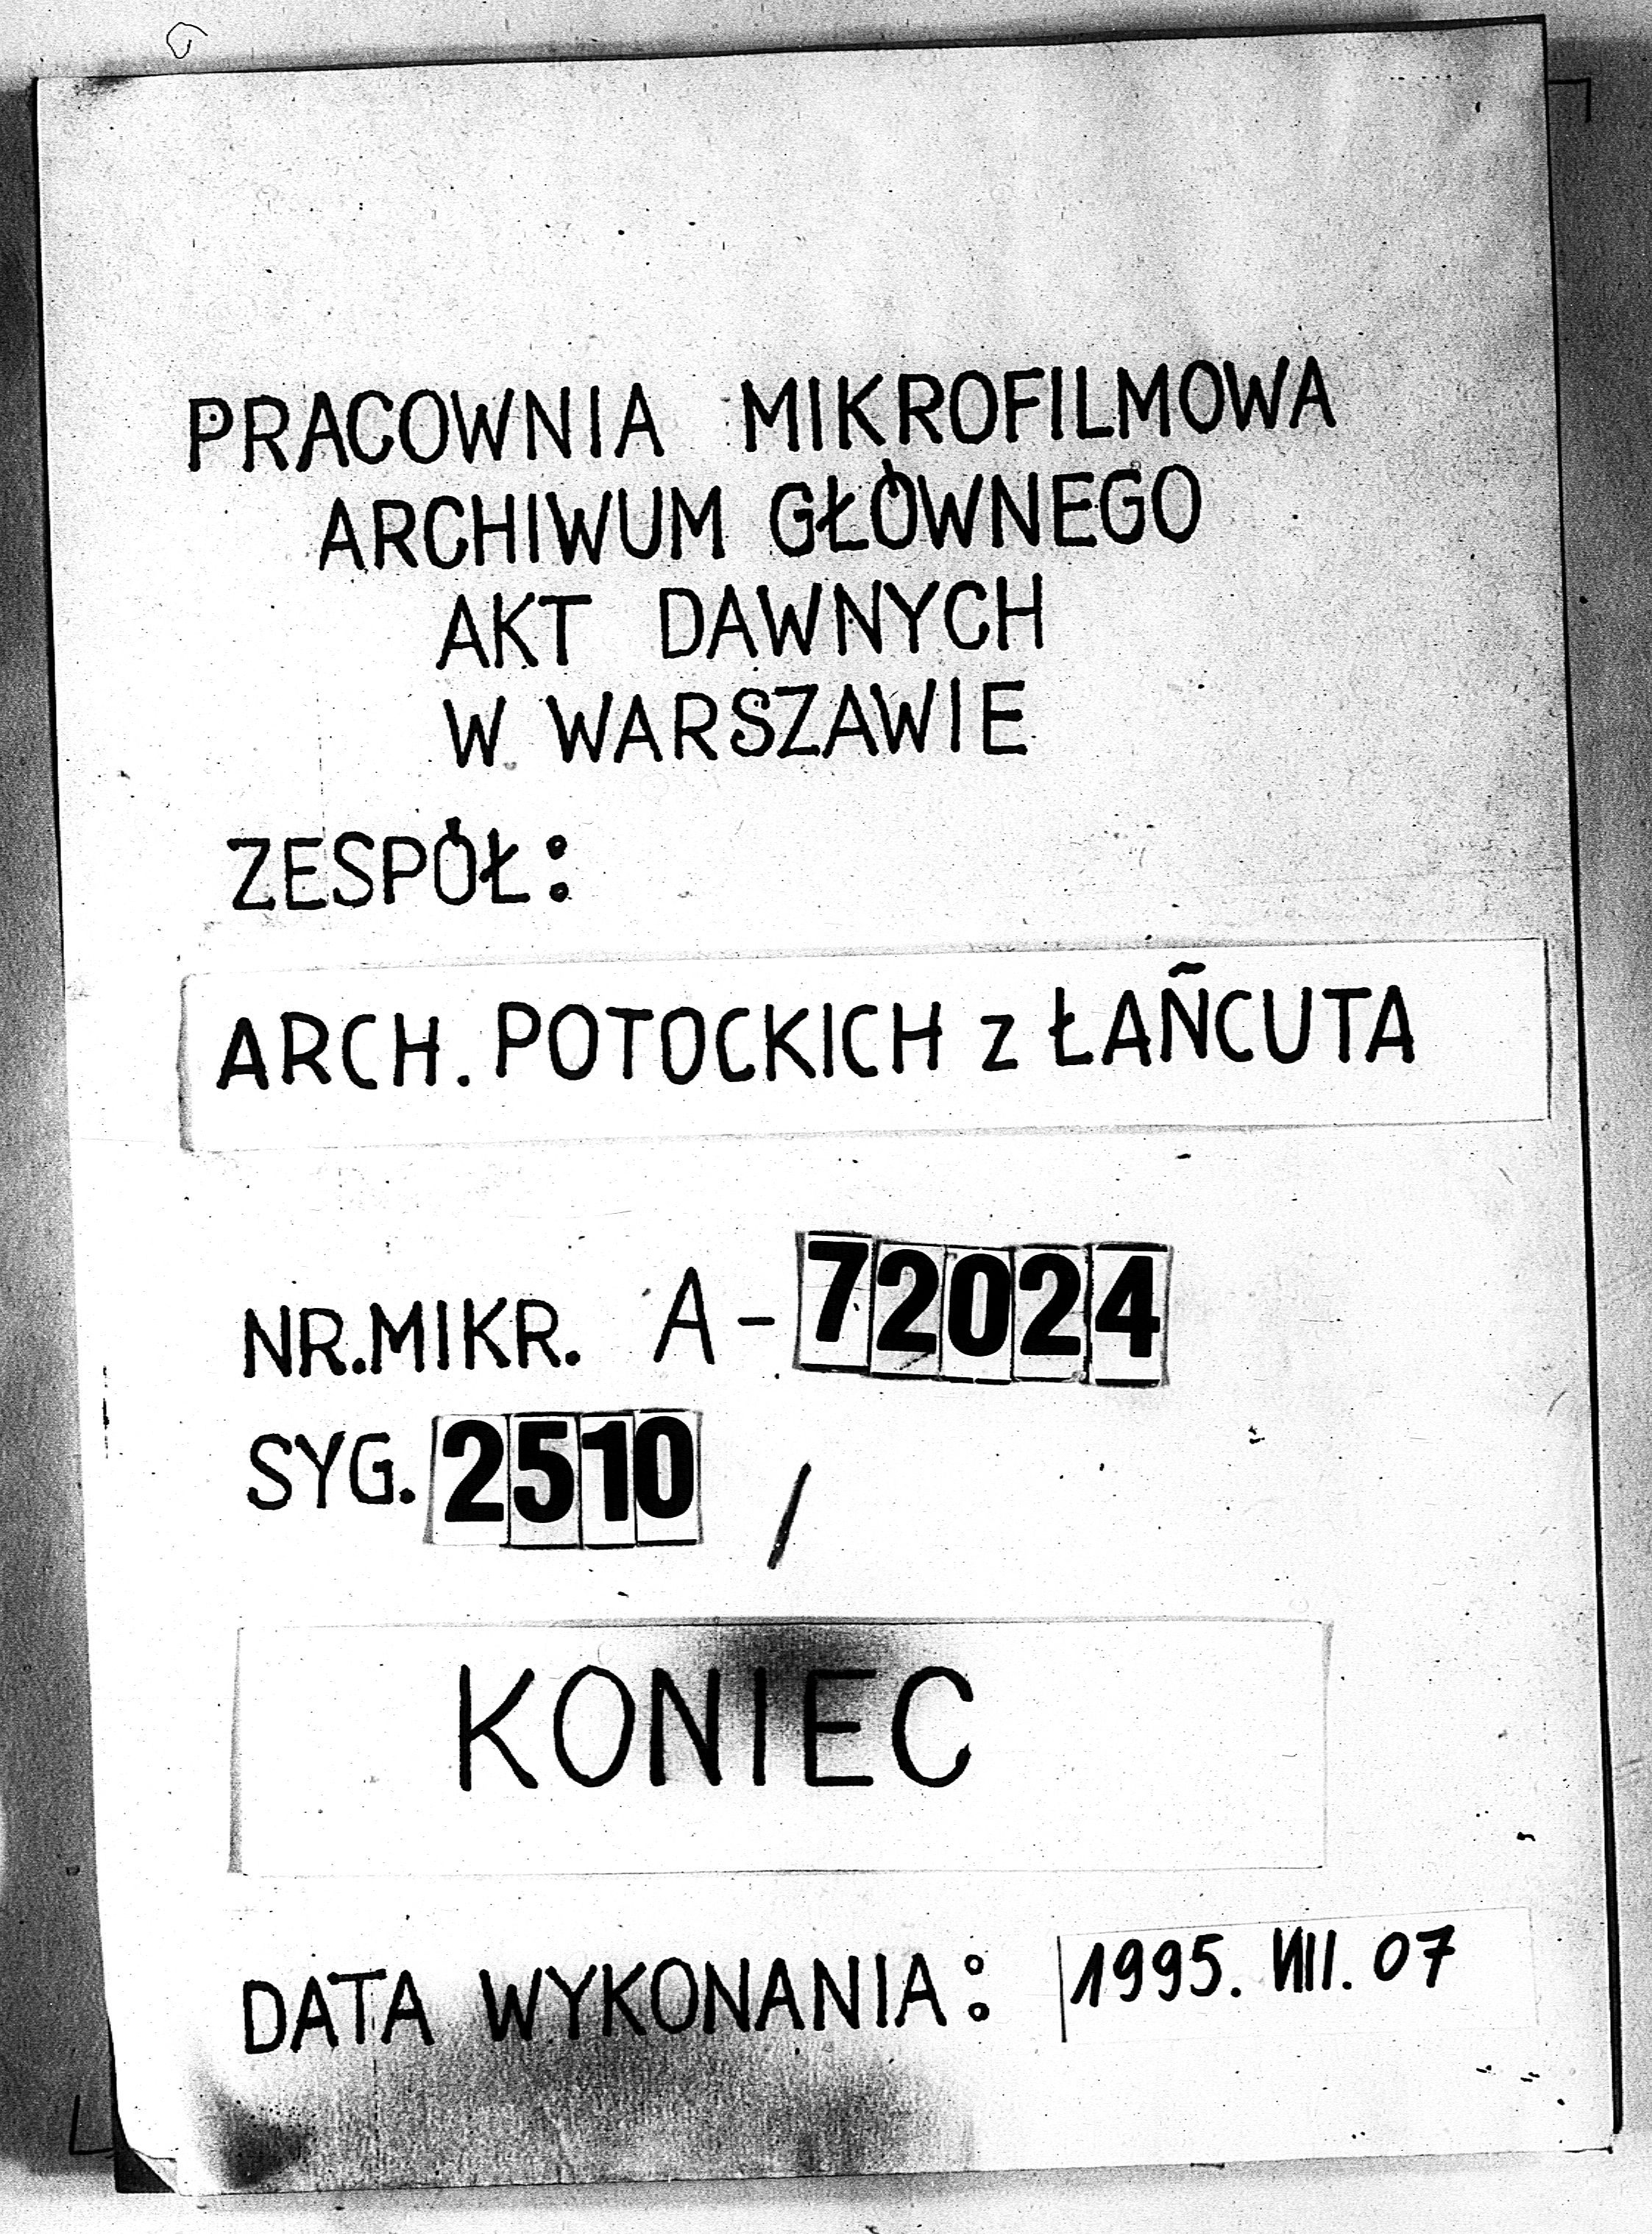 PRACOWNIA MIKROFILMOWA
ARCHIWUM GŁÓWNEGO
AKT DAWNYCH
W WARSZAWIE
ZESPÓŁ:
ARCH. POTOCKICH z ŁAŃCUTA
NR.MIKR. A-72024
SYG. 2510 /
KONIEC
DATA WYKONANIA: 1995. VIII. 07